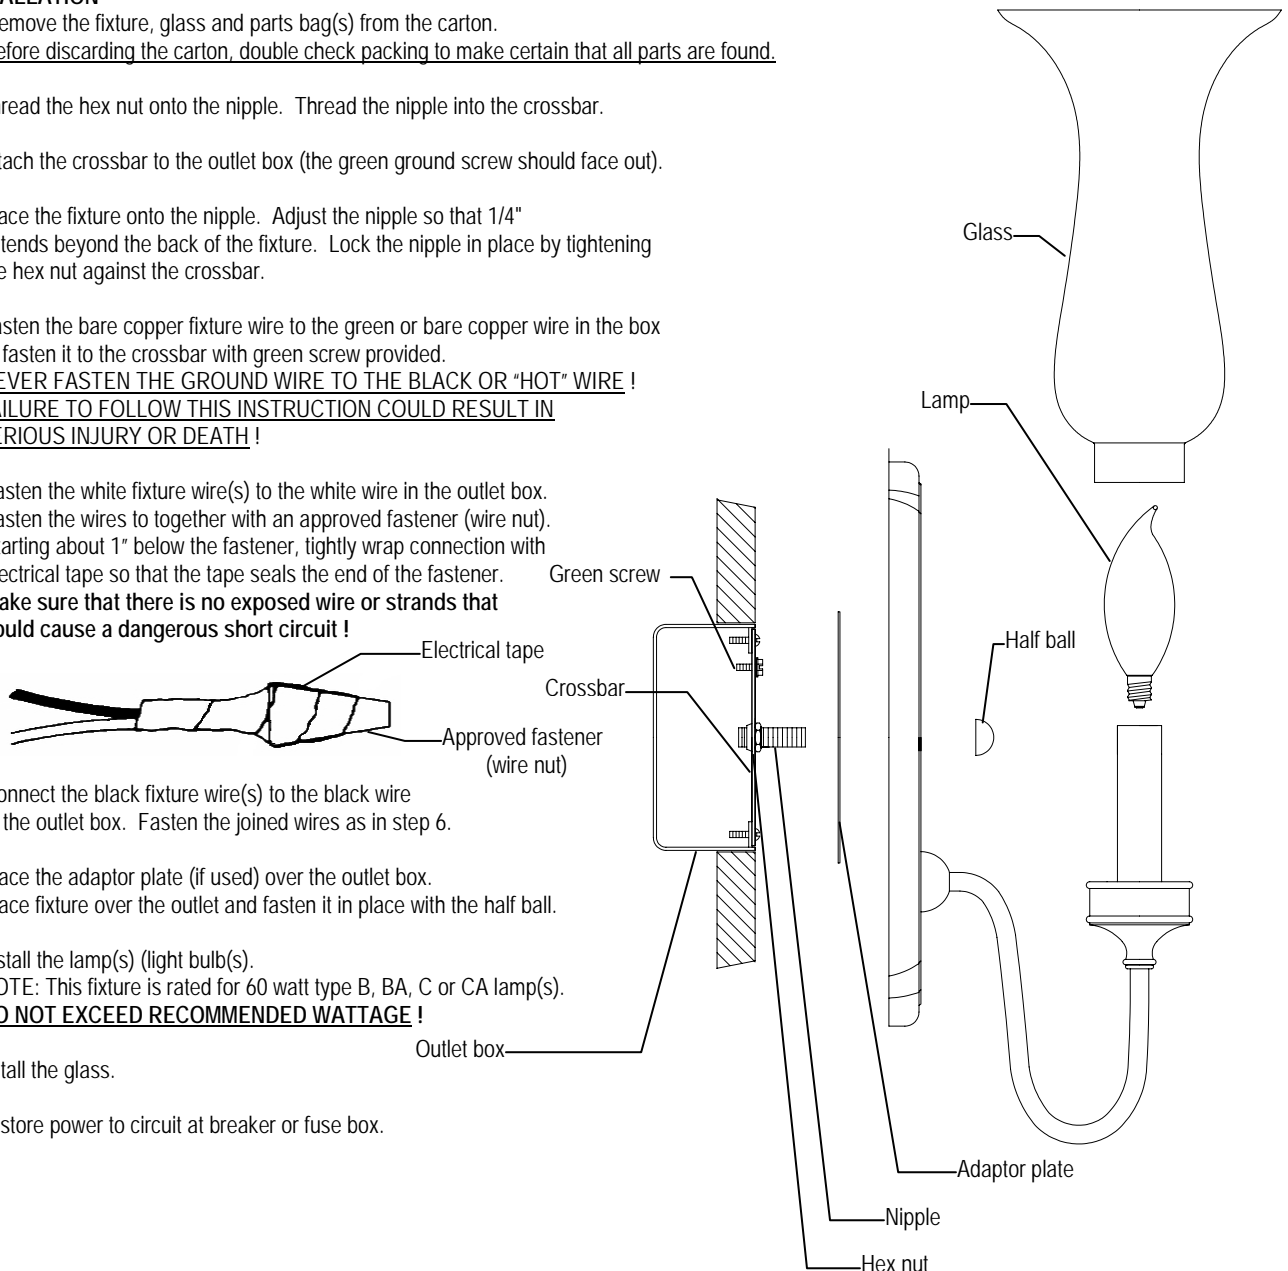 ALLATION
emove the fixture, glass and parts bag(s) from the carton.
efore discarding the carton, double check packing to make certain that all parts are found.
read the hex nut onto the nipple.  Thread the nipple into the crossbar.
tach the crossbar to the outlet box (the green ground screw should face out).
ace the fixture onto the nipple.  Adjust the nipple so that 1/4"
tends beyond the back of the fixture.  Lock the nipple in place by tightening
e hex nut against the crossbar.
asten the bare copper fixture wire to the green or bare copper wire in the box
fasten it to the crossbar with green screw provided.
EVER FASTEN THE GROUND WIRE TO THE BLACK OR “HOT” WIRE !
AILURE TO FOLLOW THIS INSTRUCTION COULD RESULT IN
ERIOUS INJURY OR DEATH !
asten the white fixture wire(s) to the white wire in the outlet box.
asten the wires to together with an approved fastener (wire nut).
tarting about 1” below the fastener, tightly wrap connection with
ectrical tape so that the tape seals the end of the fastener.
ake sure that there is no exposed wire or strands that
ould cause a dangerous short circuit !
Electrical tape
Approved fastener
(wire nut)
onnect the black fixture wire(s) to the black wire
the outlet box.  Fasten the joined wires as in step 6.
ace the adaptor plate (if used) over the outlet box.
ace fixture over the outlet and fasten it in place with the half ball.
stall the lamp(s) (light bulb(s).
OTE: This fixture is rated for 60 watt type B, BA, C or CA lamp(s).
O NOT EXCEED RECOMMENDED WATTAGE !
tall the glass.
store power to circuit at breaker or fuse box.
Glass
Lamp
Green screw
Half ball
Crossbar
Outlet box
Adaptor plate
Nipple
Hex nut